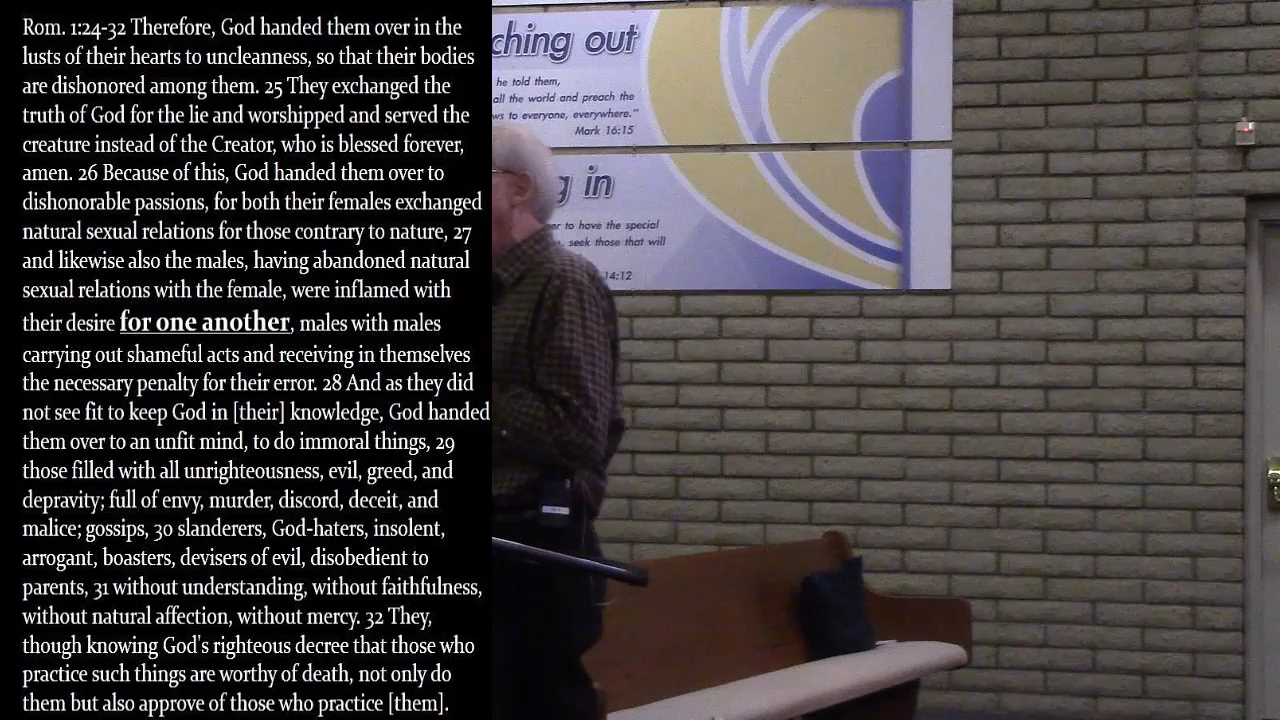 Rom. 1:24-32 Therefore, God handed them over in the
lusts of their hearts to uncleanness, so that their bodies
are dishonored among them. 25 They exchanged the
truth of God for the lie and worshipped and served the
creature instead of the Creator, who is blessed forever,
amen. 26 Because of this, God handed them over to
dishonorable passions, for both their females exchanged
natural sexual relations for those contrary to nature, 27
and likewise also the males, having abandoned natural
sexual relations with the female, were inflamed with
their desire for one another, males with males
carrying out shameful acts and receiving in themselves
the necessary penalty for their error. 28 And as they did
not see fit to keep God in [their] knowledge, God handed
them over to an unfit mind, to do immoral things, 29
those filled with all unrighteousness, evil, greed, and
depravity; full of envy, murder, discord, deceit, and
malice; gossips, 30 slanderers, God-haters, insolent,
arrogant, boasters, devisers of evil, disobedient to
parents, 31 without understanding, without faithfulness,
without natural affection, without mercy. 32 They,
though knowing God's righteous decree that those who
practice such things are worthy of death, not only do
them but also approve of those who practice [them].
ching out
he told them,
all the world and preach the
ws to everyone, everywhere."
Mark 16:15
g in
er to have the special
, seek those that will
14:12